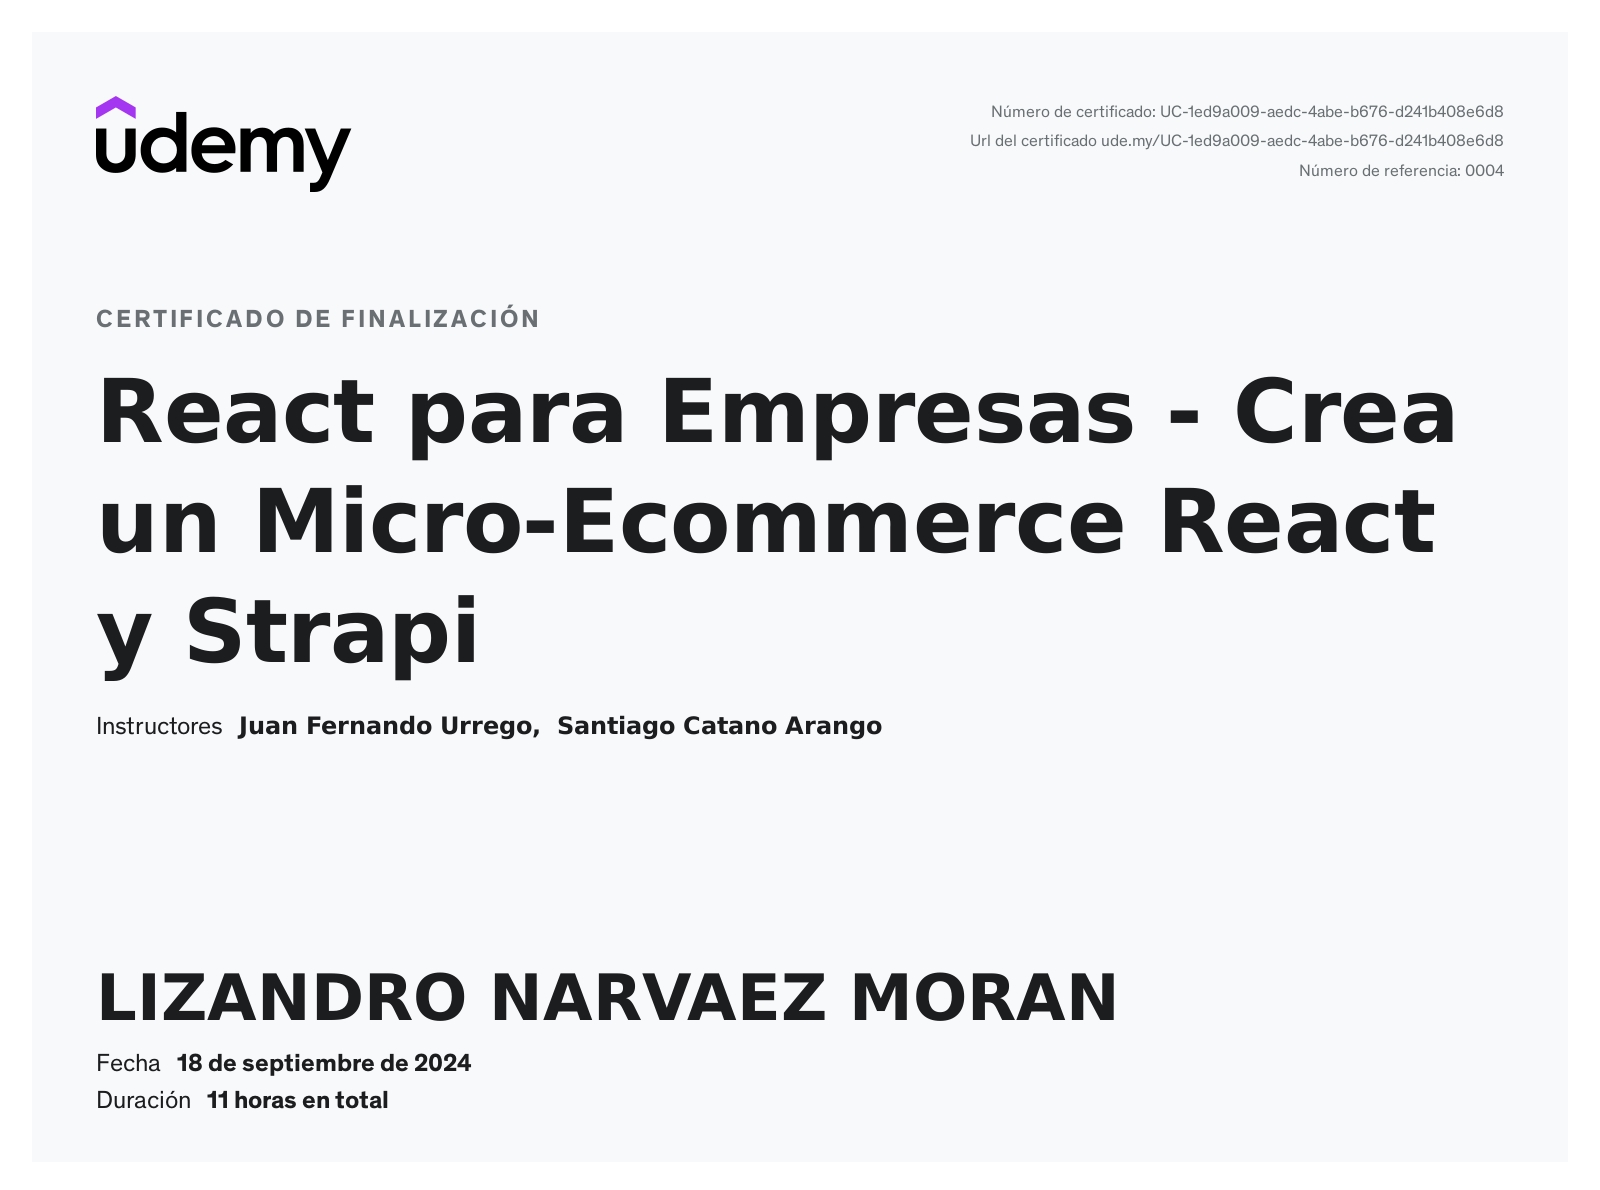 udemy
Número de certificado: UC-1ed9a009-aedc-4abe-b676-d241b408e6d8
Url del certificado ude.my/UC-1ed9a009-aedc-4abe-b676-d241b408e6d8
Número de referencia: 0004
CERTIFICADO DE FINALIZACIÓN
React para Empresas - Crea
un Micro-Ecommerce React
y Strapi
Instructores Juan Fernando Urrego, Santiago Catano Arango
LIZANDRO NARVAEZ MORAN
Fecha 18 de septiembre de 2024
Duración 11 horas en total